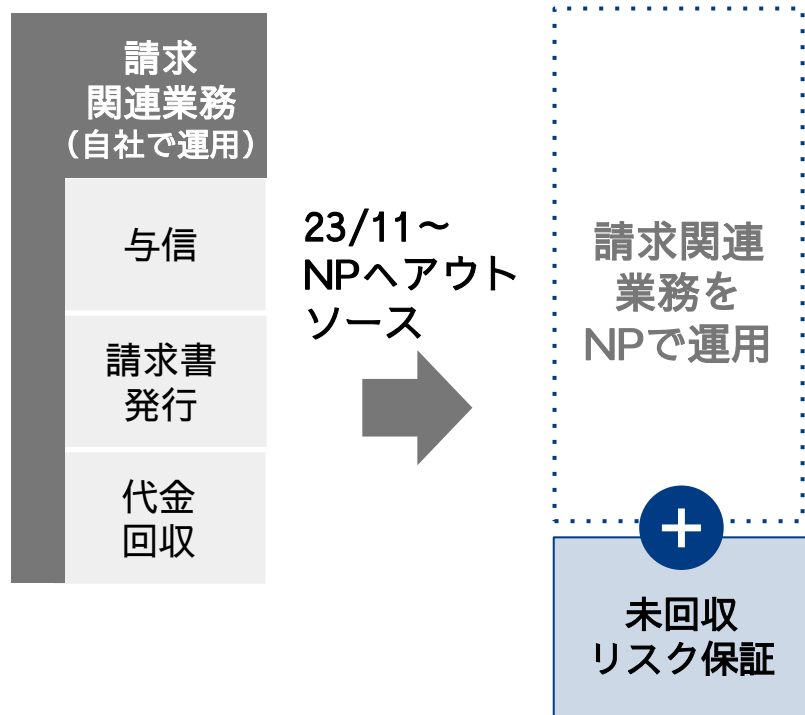 請求
関連業務
（自社で運用）
与信
請求書
発行
代金
回収
23/11～
NPへアウト
ソース
請求関連
業務を
NPで運用
+
未回収
リスク保証